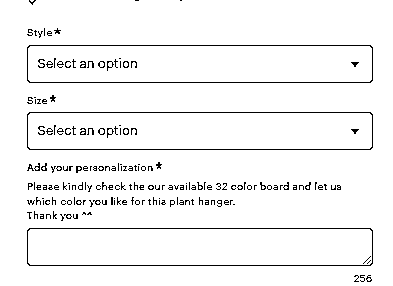 Style*
Select an option
Size*
Select an option
Add your personalization *
Please kindly check the our available 32 color board and let us
which color you like for this plant hanger.
Thank you ^^
256